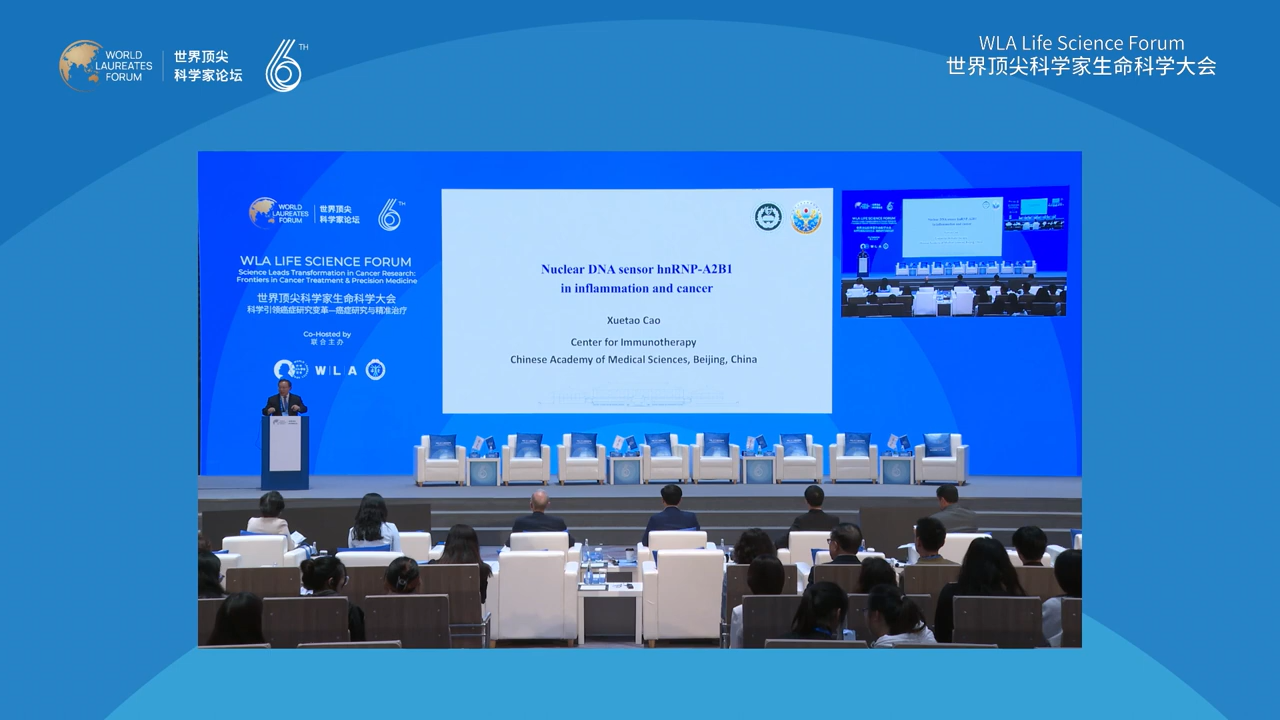 WORLD
LAUREATES
FORUM
世界顶尖
科学家论坛
6TH
WLA Life Science Forum
世界顶尖科学家生命科学大会
WORLD
LAUREATES
FORUM
世界顶尖
科学家论坛
6TH
WLA LIFE SCIENCE FORUM
Science Leads Transformation in Cancer Research:
Frontiers in Cancer Treatment & Precision Medicine
世界顶尖科学家生命科学大会
科学引领癌症研究变革—癌症研究与精准治疗
Co-Hosted by
联合主办
WLA
Nuclear DNA sensor hnRNP-A2B1
in inflammation and cancer
Xuetao Cao
Center for Immunotherapy
Chinese Academy of Medical Sciences, Beijing, China